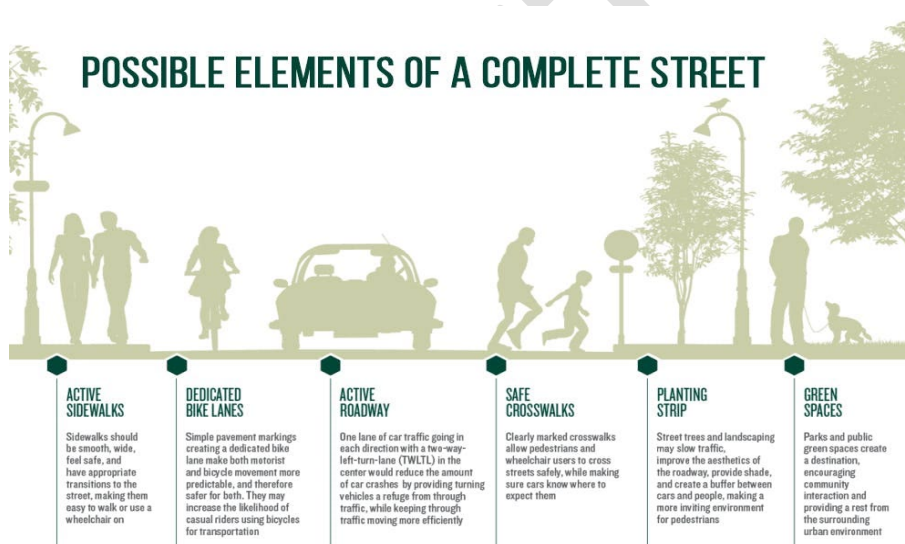 POSSIBLE ELEMENTS OF A COMPLETE STREET
ACTIVE
SIDEWALKS
Sidewalks should
be smooth, wide,
feel safe, and
have appropriate
transitions to the
street, making them
easy to walk or use a
wheelchair on
DEDICATED
BIKE LANES
Simple pavement markings
creating a dedicated bike
lane make both motorist
and bicycle movement more
predictable, and therefore
safer for both. They may
increase the likelihood of
casual riders using bicycles
for transportation
ACTIVE
ROADWAY
One lane of car traffic going in
each direction with a two-way-
left-turn-lane (TWLTL) in the
center would reduce the amount
of car crashes by providing turning
vehicles a refuge from through
traffic, while keeping through
traffic moving more efficiently
SAFE
CROSSWALKS
Clearly marked crosswalks
allow pedestrians and
wheelchair users to cross
streets safely, while making
sure cars know where to
expect them
PLANTING
STRIP
Street trees and landscaping
may slow traffic,
improve the aesthetics of
the roadway, provide shade,
and create a buffer between
cars and people, making a
more inviting environment
for pedestrians
GREEN
SPACES
Parks and public
green spaces create
a destination,
encouraging
community
interaction and
providing a rest from
the surrounding
urban environment